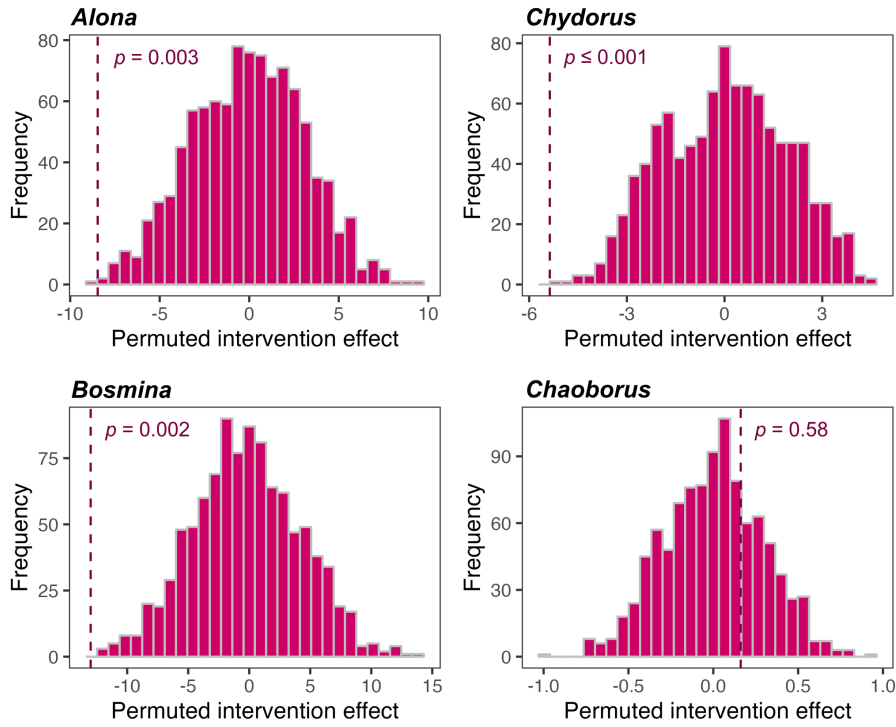 Alona
p = 0.003
Frequency
80
60
40
20
0
-10
-5
0
5
10
Permuted intervention effect
Chydorus
p ≤ 0.001
Frequency
80
60
40
20
0
-6
-3
0
3
Permuted intervention effect
Bosmina
p = 0.002
Frequency
75
50
25
0
-10
-5
0
5
10
15
Permuted intervention effect
Chaoborus
p = 0.58
Frequency
90
60
30
0
-1.0
-0.5
0.0
0.5
1.0
Permuted intervention effect